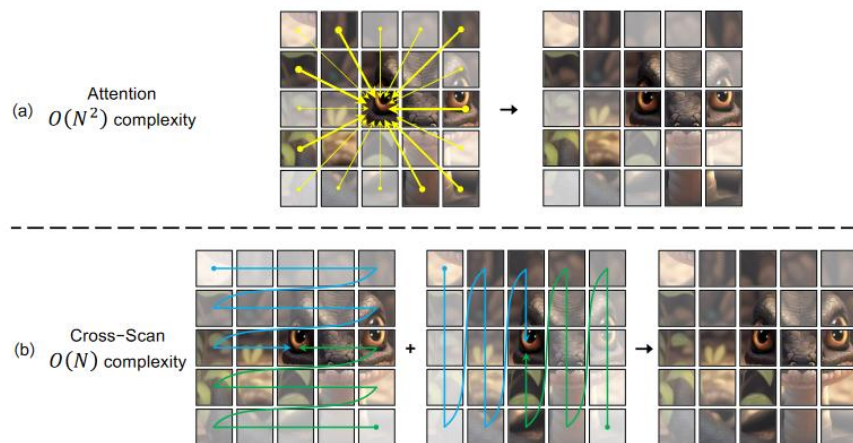 (a)
Attention
O(N²) complexity
(b)
Cross-Scan
O(N) complexity
+